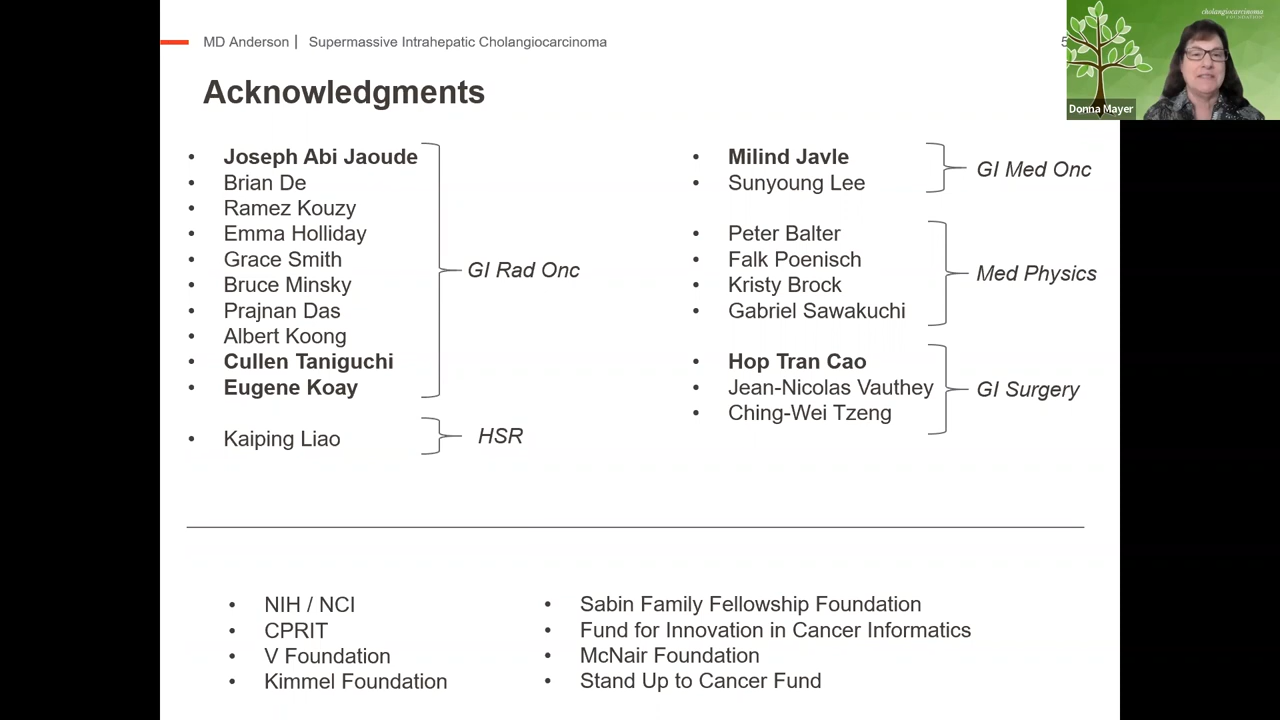 MD Anderson | Supermassive Intrahepatic Cholangiocarcinoma
5
cholangiocarcinoma
FOUNDATION
Donna Mayer
Acknowledgments
• Joseph Abi Jaoude
• Brian De
• Ramez Kouzy
• Emma Holliday
• Grace Smith
• Bruce Minsky
• Prajnan Das
• Albert Koong
• Cullen Taniguchi
• Eugene Koay
GI Rad Onc
• Kaiping Liao
HSR
• Milind Javle
• Sunyoung Lee
GI Med Onc
• Peter Balter
• Falk Poenisch
• Kristy Brock
• Gabriel Sawakuchi
Med Physics
• Hop Tran Cao
• Jean-Nicolas Vauthey
• Ching-Wei Tzeng
GI Surgery
• NIH / NCI
• CPRIT
• V Foundation
• Kimmel Foundation
• Sabin Family Fellowship Foundation
• Fund for Innovation in Cancer Informatics
• McNair Foundation
• Stand Up to Cancer Fund